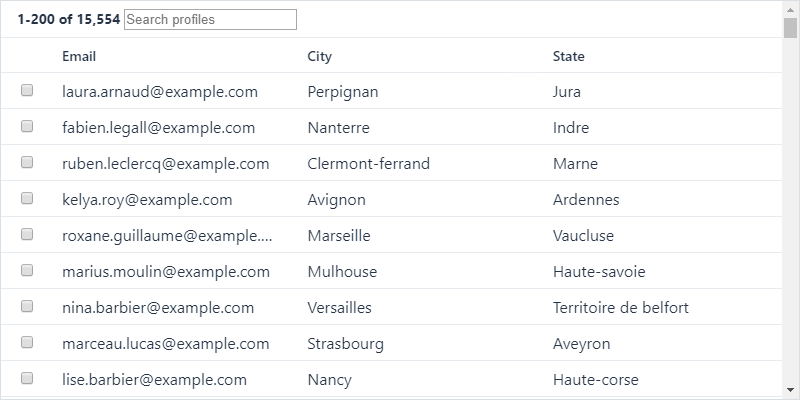 1-200 of 15,554 Search profiles
Email City State
laura.arnaud@example.com Perpignan Jura
fabien.legall@example.com Nanterre Indre
ruben.leclercq@example.com Clermont-ferrand Marne
kelya.roy@example.com Avignon Ardennes
roxane.guillaume@example.... Marseille Vaucluse
marius.moulin@example.com Mulhouse Haute-savoie
nina.barbier@example.com Versailles Territoire de belfort
marceau.lucas@example.com Strasbourg Aveyron
lise.barbier@example.com Nancy Haute-corse